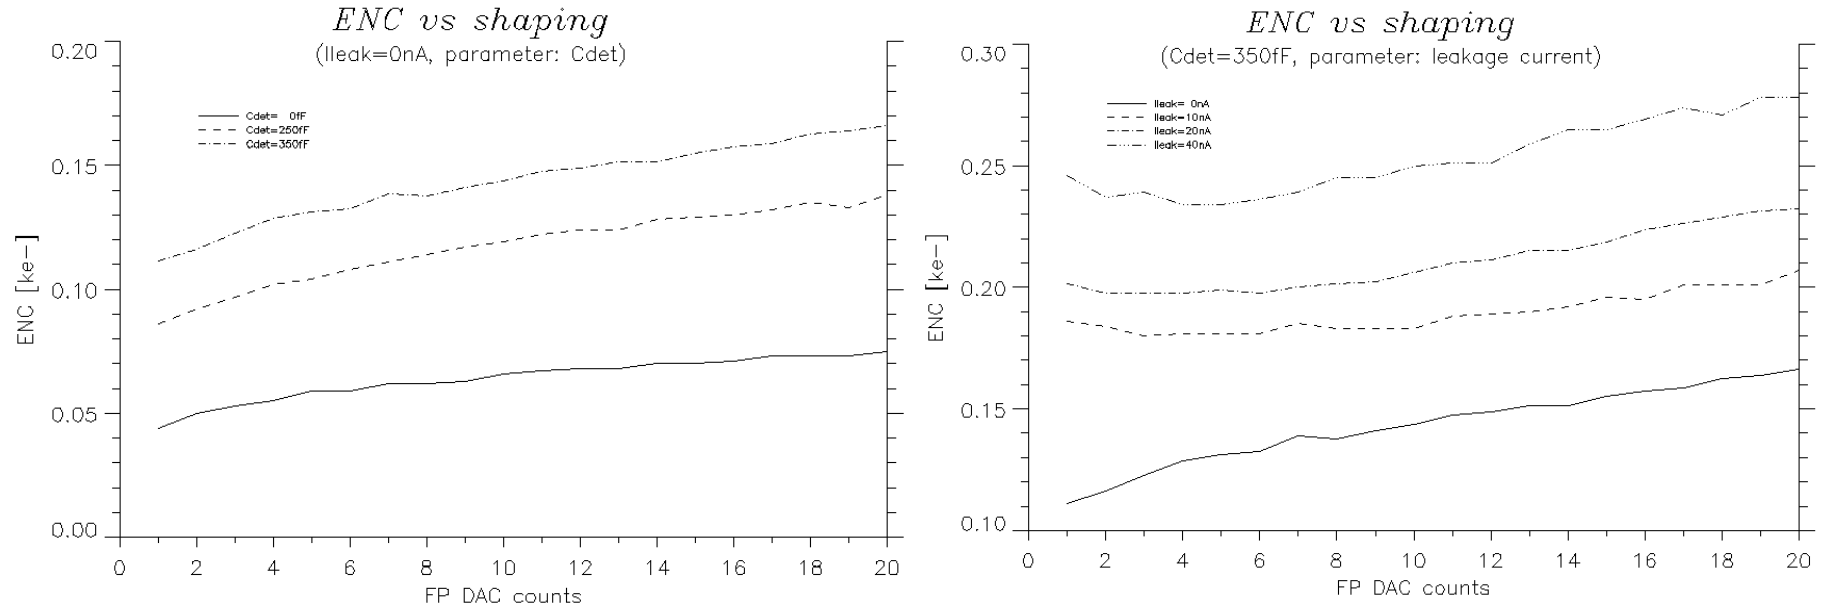 ENC vs shaping
(Ileak=0nA, parameter: Cdet)
0.20
0.15
0.10
0.05
0.00
ENC [ke-]
Cdet= 0fF
Cdet=250fF
Cdet=350fF
0 2 4 6 8 10 12 14 16 18 20
FP DAC counts
ENC vs shaping
(Cdet=350fF, parameter: leakage current)
0.30
0.25
0.20
0.15
0.10
ENC [ke-]
Ileak= 0nA
Ileak=10nA
Ileak=20nA
Ileak=40nA
0 2 4 6 8 10 12 14 16 18 20
FP DAC counts